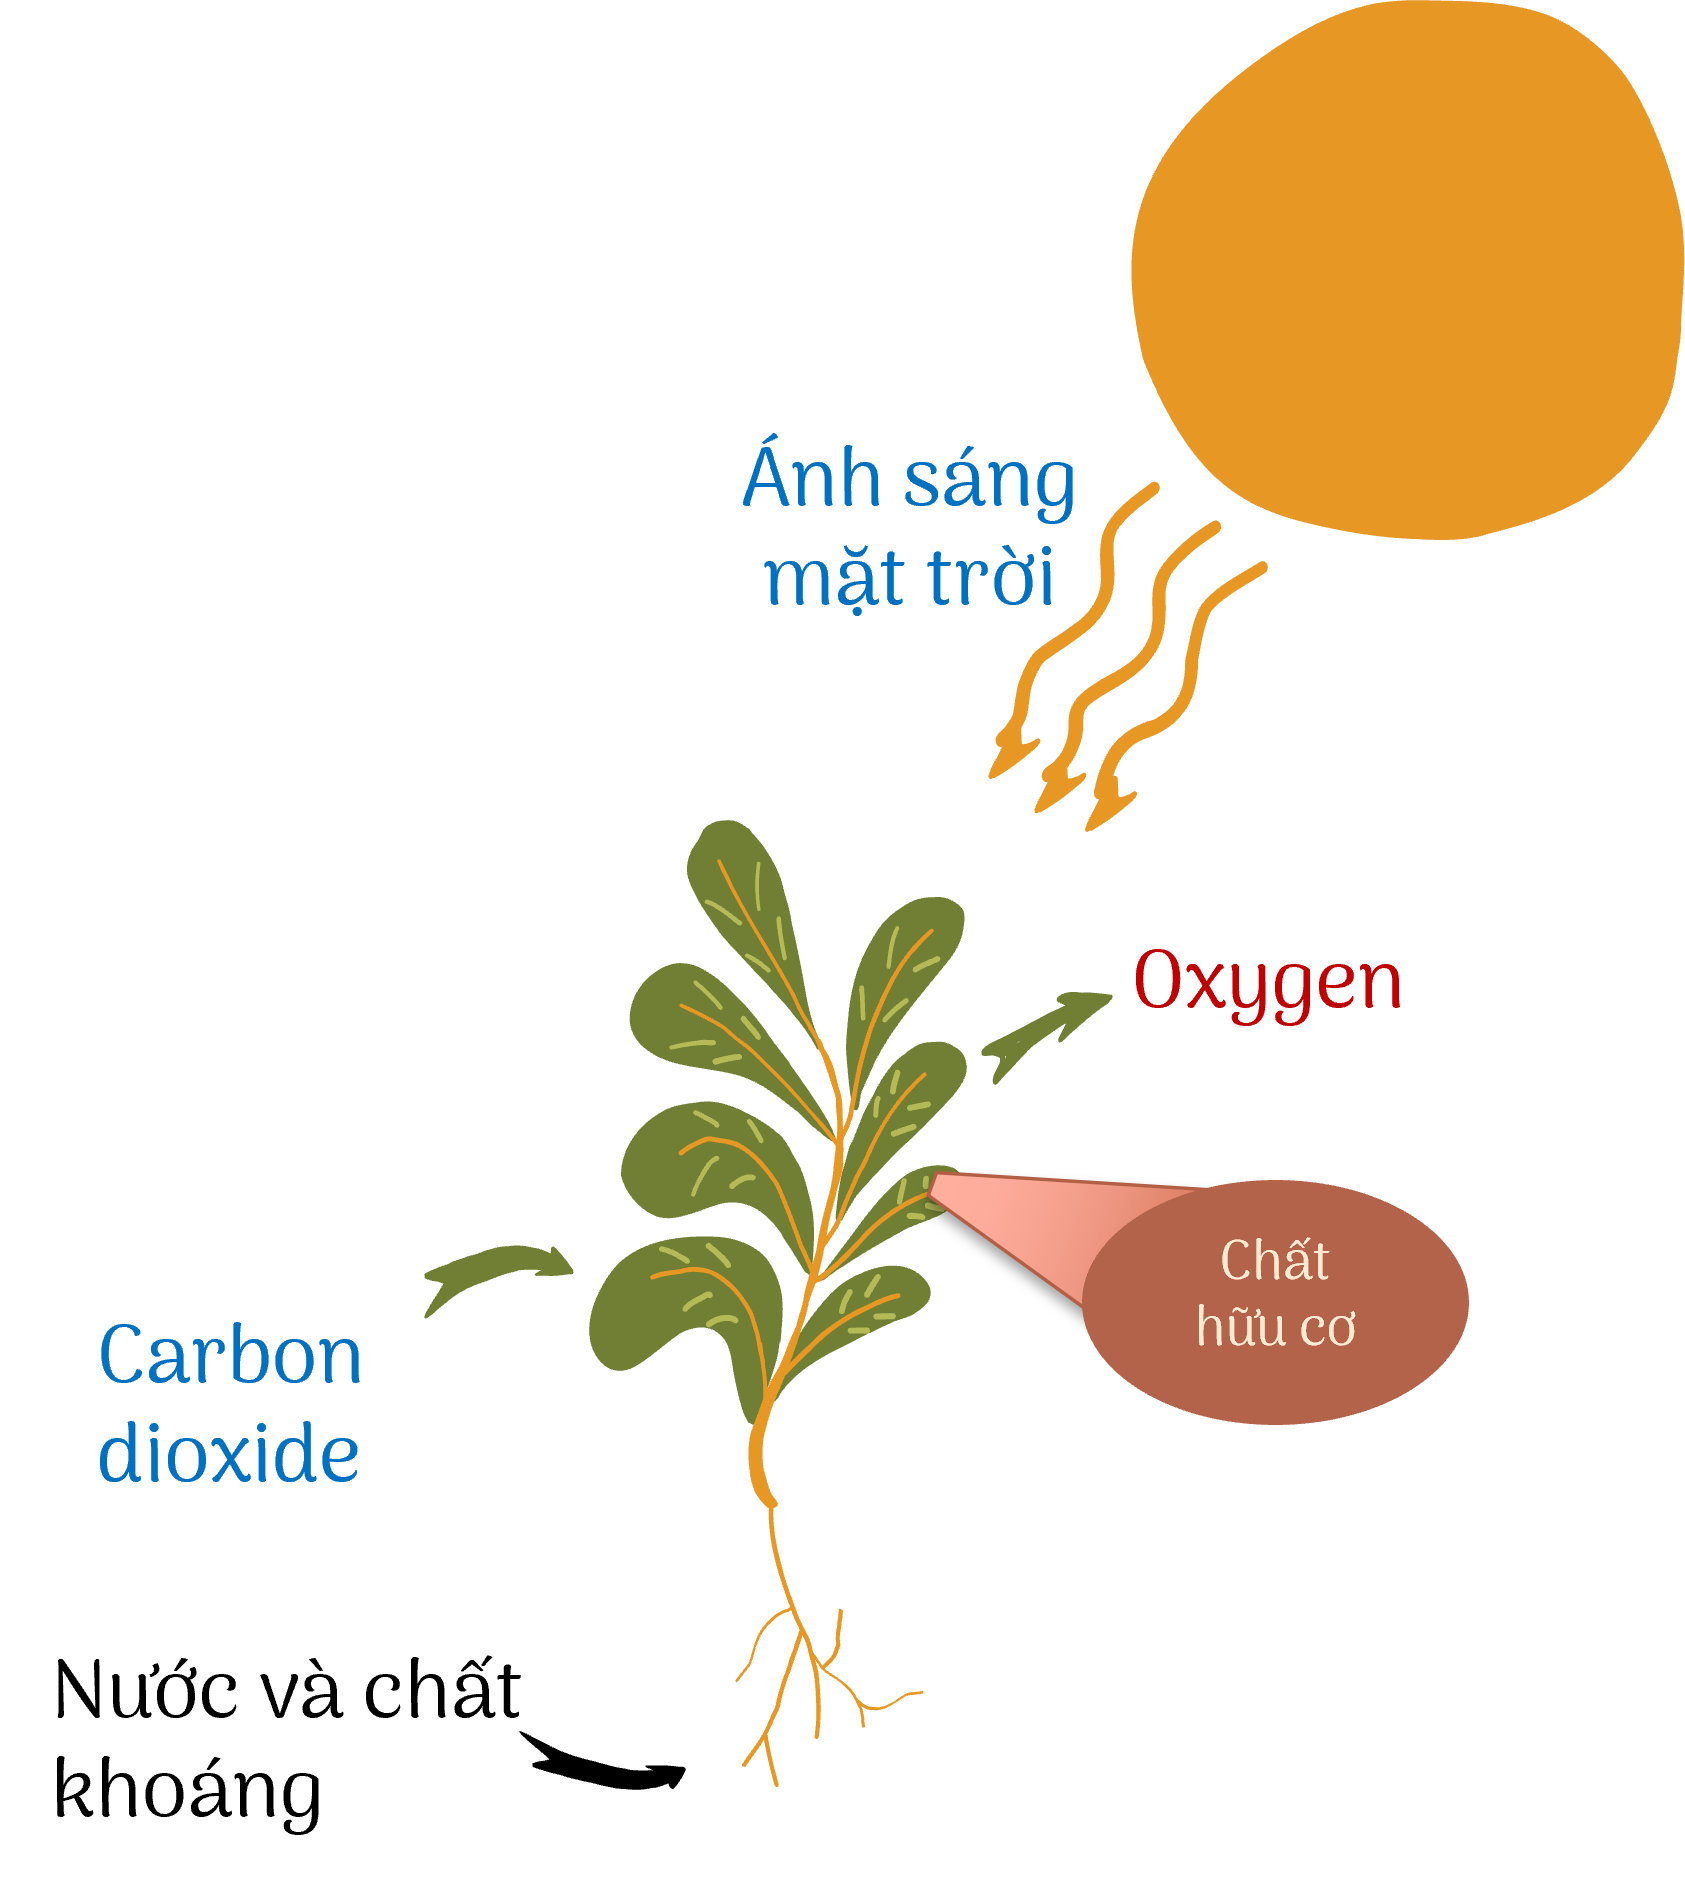 Ánh sáng
mặt trời
Oxygen
Chất
hữu cơ
Carbon
dioxide
Nước và chất
khoáng